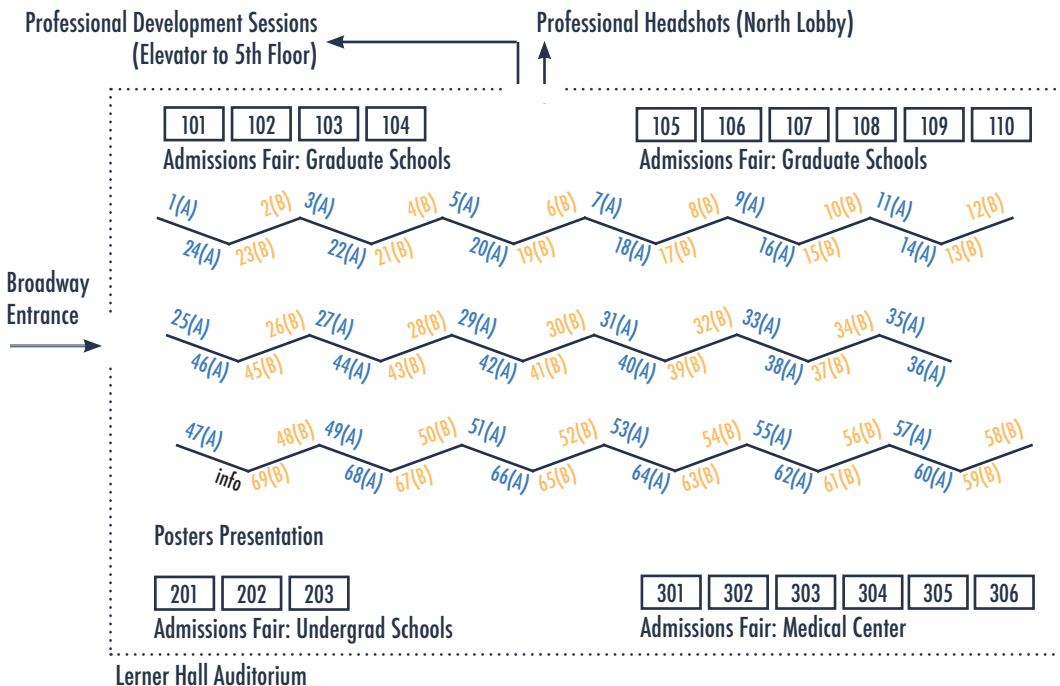 Professional Development Sessions
(Elevator to 5th Floor)
Professional Headshots (North Lobby)
101 102 103 104
Admissions Fair: Graduate Schools
105 106 107 108 109 110
Admissions Fair: Graduate Schools
1(A) 2(B) 3(A) 4(B) 5(A) 6(B) 7(A) 8(B) 9(A) 10(B) 11(A) 12(B)
24(A) 23(B) 22(A) 21(B) 20(A) 19(B) 18(A) 17(B) 16(A) 15(B) 14(A) 13(B)
Broadway
Entrance
25(A) 26(B) 27(A) 28(B) 29(A) 30(B) 31(A) 32(B) 33(A) 34(B) 35(A)
46(A) 45(B) 44(A) 43(B) 42(A) 41(B) 40(A) 39(B) 38(A) 37(B) 36(A)
47(A) 48(B) 49(A) 50(B) 51(A) 52(B) 53(A) 54(B) 55(A) 56(B) 57(A) 58(B)
info 69(B) 68(A) 67(B) 66(A) 65(B) 64(A) 63(B) 62(A) 61(B) 60(A) 59(B)
Posters Presentation
201 202 203
Admissions Fair: Undergrad Schools
301 302 303 304 305 306
Admissions Fair: Medical Center
Lerner Hall Auditorium